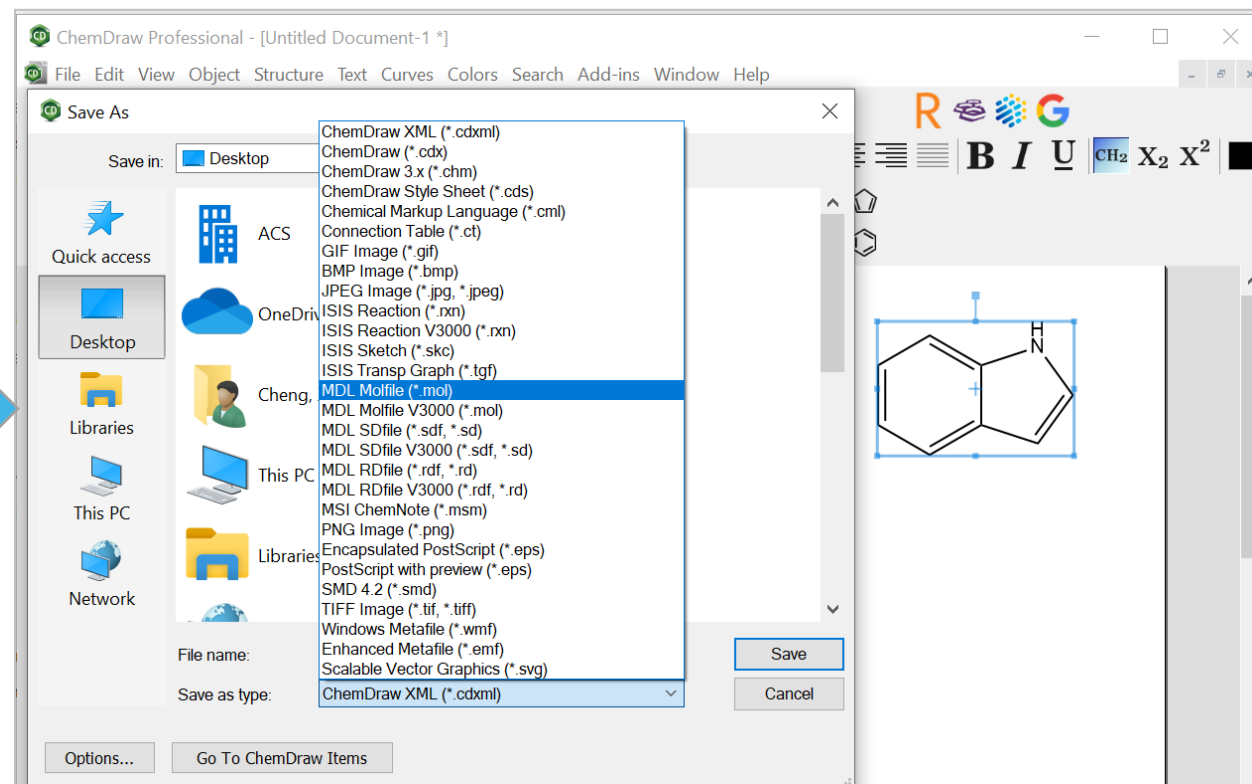 ChemDraw Professional - [Untitled Document-1 *]
File Edit View Object Structure Text Curves Colors Search Add-ins Window Help
Save As
R G
Save in: Desktop
B I U CH₂ X₂ X²
ChemDraw XML (*.cdxml)
ChemDraw (*.cdx)
ChemDraw 3.x (*.chm)
ChemDraw Style Sheet (*.cds)
Chemical Markup Language (*.cml)
Connection Table (*.ct)
GIF Image (*.gif)
BMP Image (*.bmp)
JPEG Image (*.jpg, *.jpeg)
ISIS Reaction (*.rxn)
ISIS Reaction V3000 (*.rxn)
ISIS Sketch (*.skc)
ISIS Transp Graph (*.tgf)
MDL Molfile (*.mol)
MDL Molfile V3000 (*.mol)
MDL SDfile (*.sdf, *.sd)
MDL SDfile V3000 (*.sdf, *.sd)
MDL RDfile (*.rdf, *.rd)
MDL RDfile V3000 (*.rdf, *.rd)
MSI ChemNote (*.msm)
PNG Image (*.png)
Encapsulated PostScript (*.eps)
PostScript with preview (*.eps)
SMD 4.2 (*.smd)
TIFF Image (*.tif, *.tiff)
Windows Metafile (*.wmf)
Enhanced Metafile (*.emf)
Scalable Vector Graphics (*.svg)
Quick access
Desktop
Libraries
This PC
Network
ACS
OneDriv
Cheng,
This PC
Libraries
H
N
File name:
Save
Save as type: ChemDraw XML (*.cdxml)
Cancel
Options...
Go To ChemDraw Items